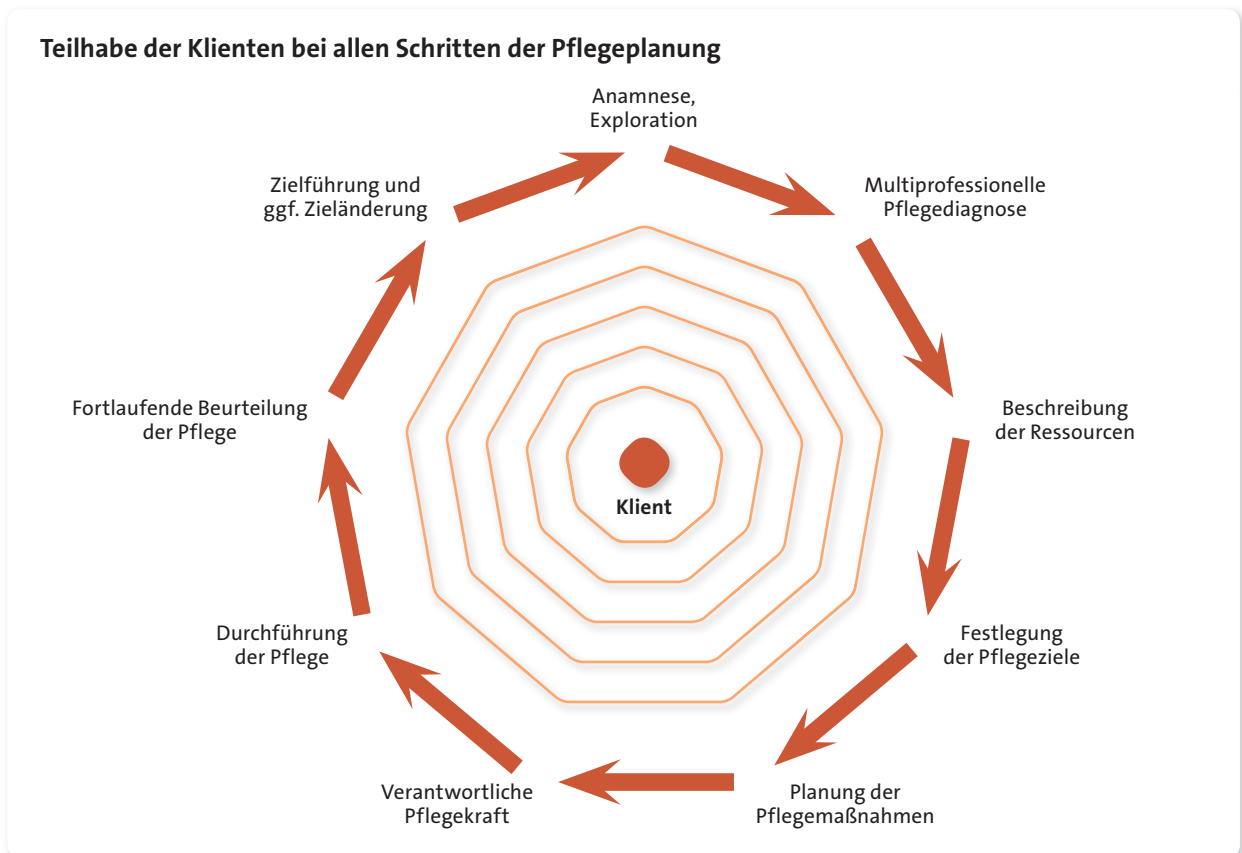 Teilhabe der Klienten bei allen Schritten der Pflegeplanung
Anamnese,
Exploration
Multiprofessionelle
Pflegediagnose
Beschreibung
der Ressourcen
Festlegung
der Pflegeziele
Planung der
Pflegemaßnahmen
Verantwortliche
Pflegekraft
Durchführung
der Pflege
Fortlaufende Beurteilung
der Pflege
Zielführung und
ggf. Zieländerung
Klient